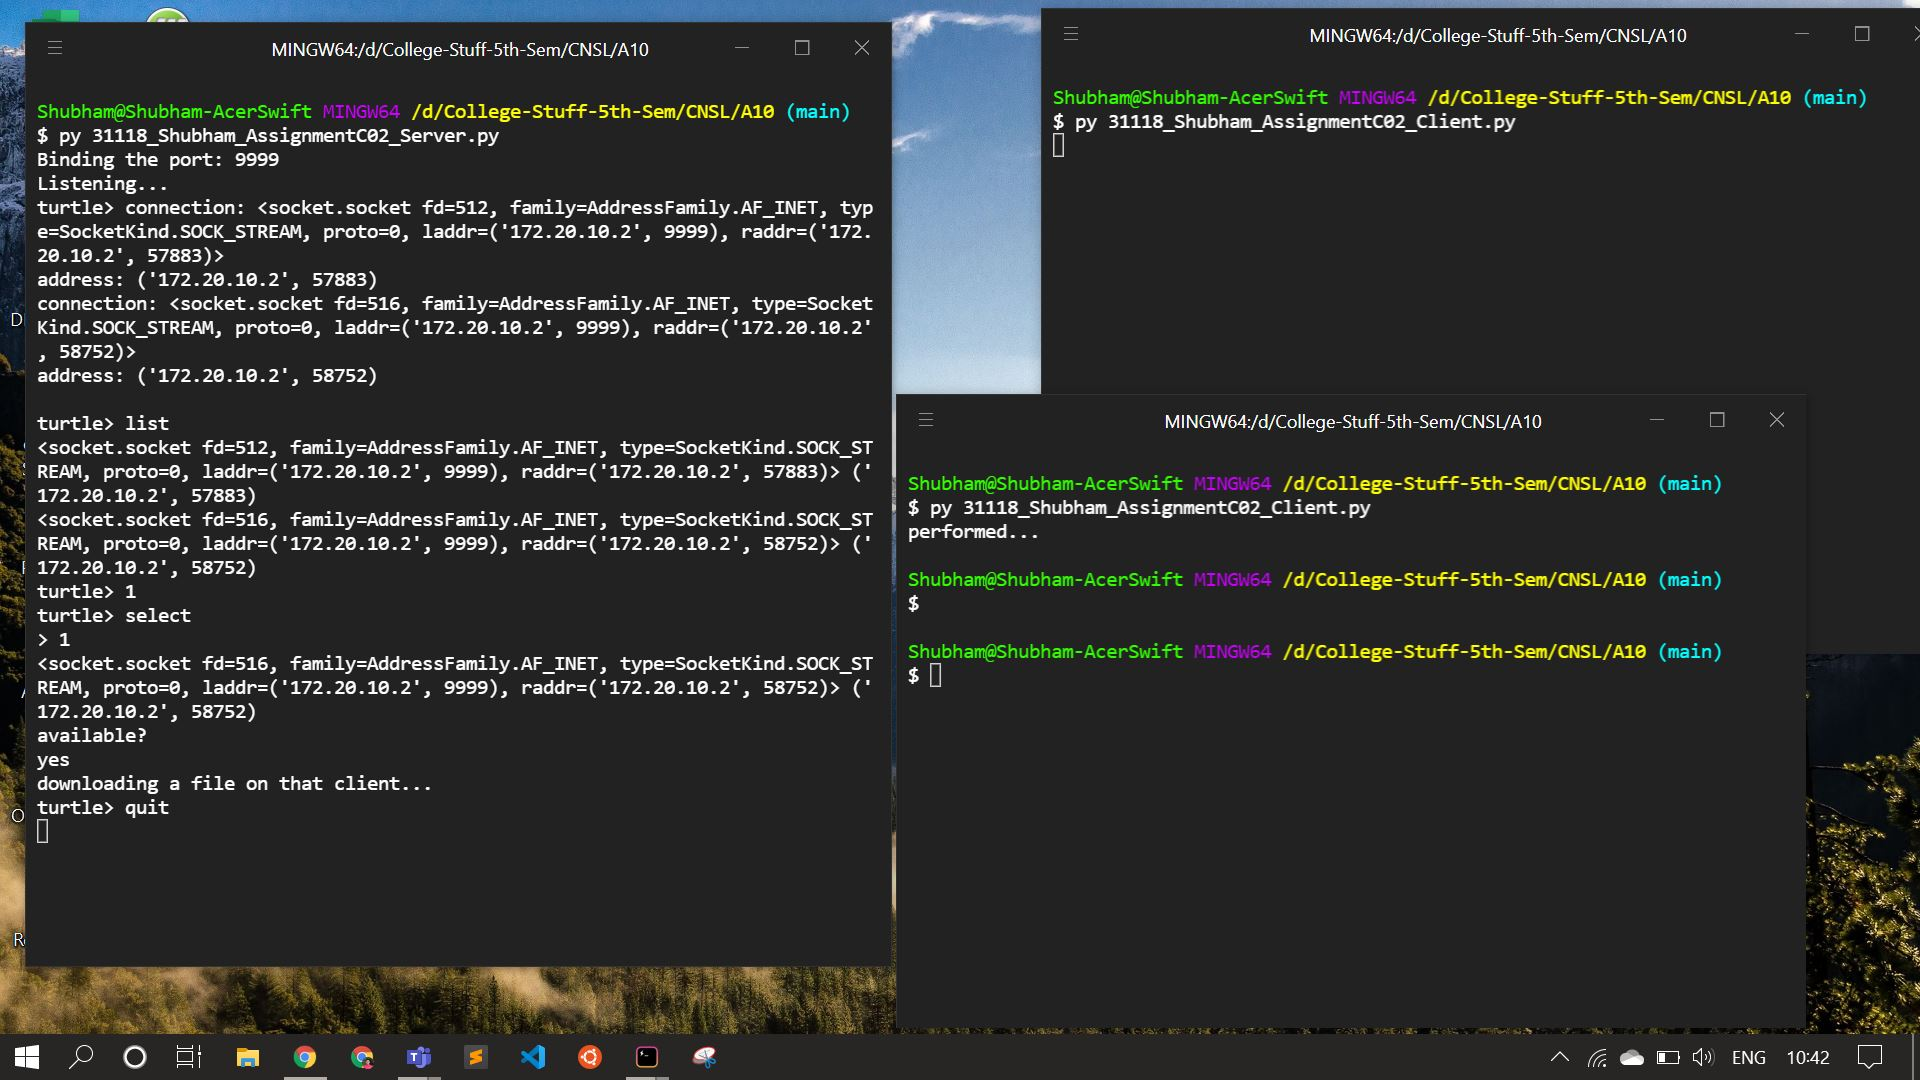 MINGW64:/d/College-Stuff-5th-Sem/CNSL/A10
Shubham@Shubham-AcerSwift MINGW64 /d/College-Stuff-5th-Sem/CNSL/A10 (main)
$ py 31118_Shubham_AssignmentC02_Server.py
Binding the port: 9999
Listening...
turtle> connection: <socket.socket fd=512, family=AddressFamily.AF_INET, typ
e=SocketKind.SOCK_STREAM, proto=0, laddr=('172.20.10.2', 9999), raddr=('172.
20.10.2', 57883)>
address: ('172.20.10.2', 57883)
connection: <socket.socket fd=516, family=AddressFamily.AF_INET, type=Socket
Kind.SOCK_STREAM, proto=0, laddr=('172.20.10.2', 9999), raddr=('172.20.10.2'
, 58752)>
address: ('172.20.10.2', 58752)
turtle> list
<socket.socket fd=512, family=AddressFamily.AF_INET, type=SocketKind.SOCK_ST
REAM, proto=0, laddr=('172.20.10.2', 9999), raddr=('172.20.10.2', 57883)> ('
172.20.10.2', 57883)
<socket.socket fd=516, family=AddressFamily.AF_INET, type=SocketKind.SOCK_ST
REAM, proto=0, laddr=('172.20.10.2', 9999), raddr=('172.20.10.2', 58752)> ('
172.20.10.2', 58752)
turtle> 1
turtle> select
> 1
<socket.socket fd=516, family=AddressFamily.AF_INET, type=SocketKind.SOCK_ST
REAM, proto=0, laddr=('172.20.10.2', 9999), raddr=('172.20.10.2', 58752)> ('
172.20.10.2', 58752)
available?
yes
downloading a file on that client...
turtle> quit
MINGW64:/d/College-Stuff-5th-Sem/CNSL/A10
Shubham@Shubham-AcerSwift MINGW64 /d/College-Stuff-5th-Sem/CNSL/A10 (main)
$ py 31118_Shubham_AssignmentC02_Client.py
MINGW64:/d/College-Stuff-5th-Sem/CNSL/A10
Shubham@Shubham-AcerSwift MINGW64 /d/College-Stuff-5th-Sem/CNSL/A10 (main)
$ py 31118_Shubham_AssignmentC02_Client.py
performed...
Shubham@Shubham-AcerSwift MINGW64 /d/College-Stuff-5th-Sem/CNSL/A10 (main)
$
Shubham@Shubham-AcerSwift MINGW64 /d/College-Stuff-5th-Sem/CNSL/A10 (main)
$
ENG 10:42